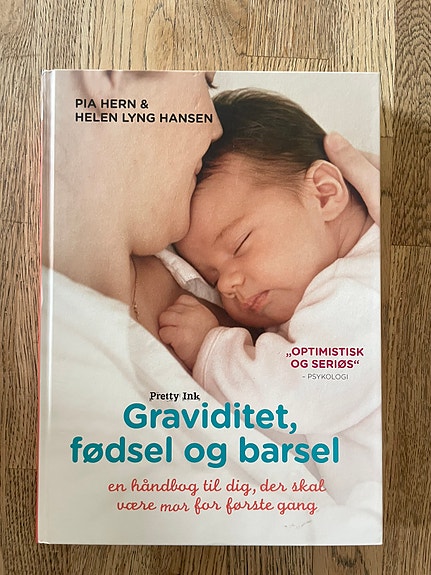 PIA HERN &
HELEN LYNG HANSEN
„OPTIMISTISK
OG SERIØS“
– PSYKOLOGI
Pretty Ink
Graviditet,
fødsel og barsel
en håndbog til dig, der skal
være mor for første gang